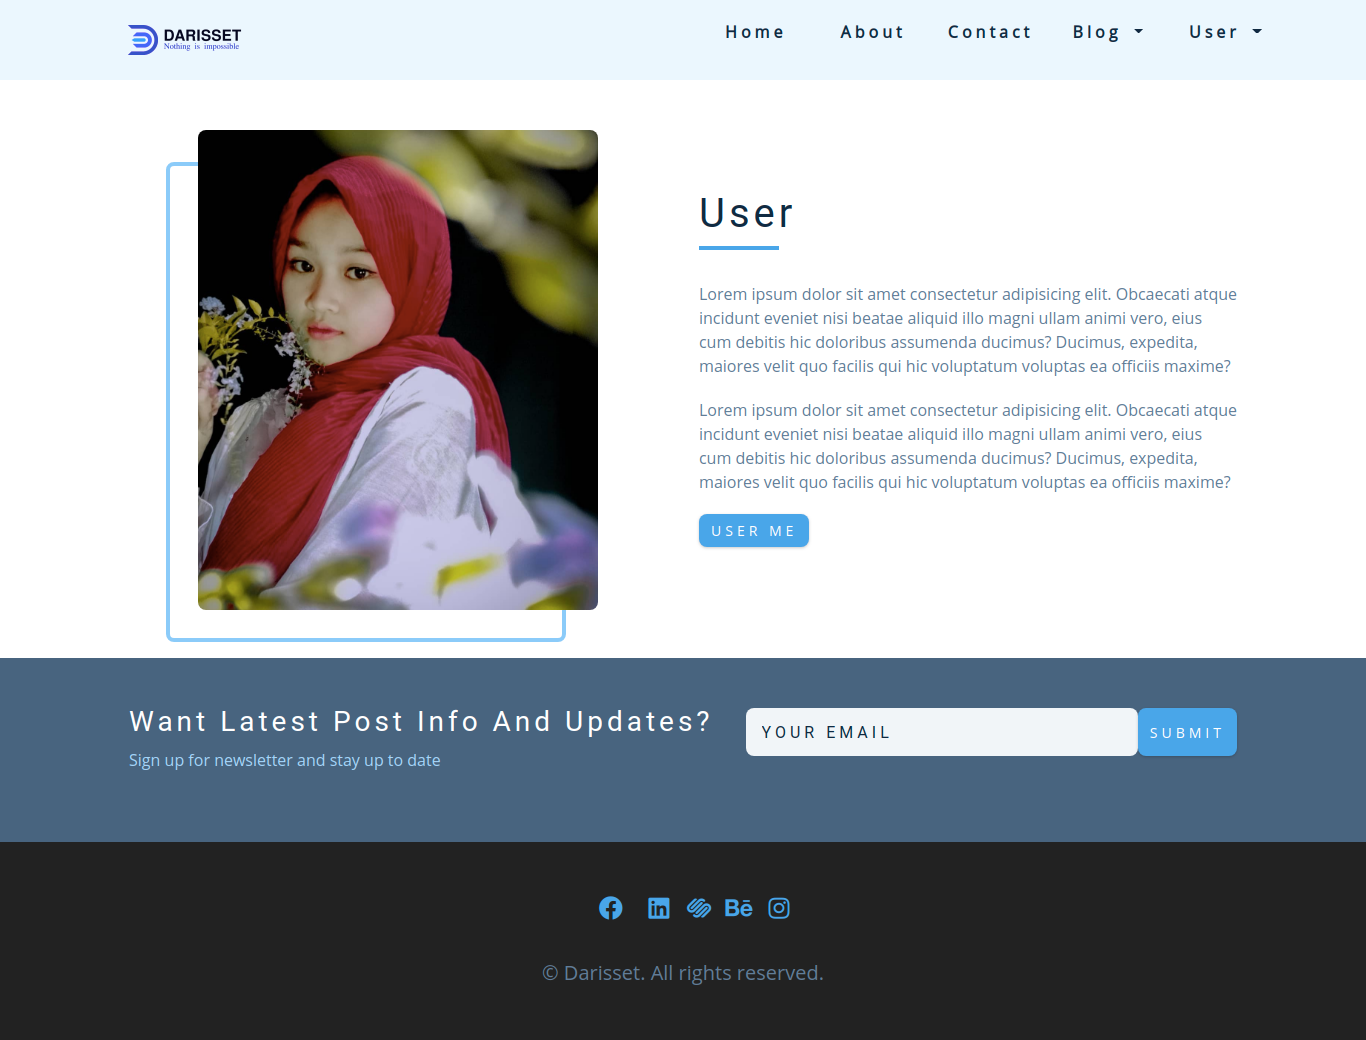 DARISSET
Nothing is impossible
Home
About
Contact
Blog
User
User
Lorem ipsum dolor sit amet consectetur adipisicing elit. Obcaecati atque
incidunt eveniet nisi beatae aliquid illo magni ullam animi vero, eius
cum debitis hic doloribus assumenda ducimus? Ducimus, expedita,
maiores velit quo facilis qui hic voluptatum voluptas ea officiis maxime?
Lorem ipsum dolor sit amet consectetur adipisicing elit. Obcaecati atque
incidunt eveniet nisi beatae aliquid illo magni ullam animi vero, eius
cum debitis hic doloribus assumenda ducimus? Ducimus, expedita,
maiores velit quo facilis qui hic voluptatum voluptas ea officiis maxime?
USER ME
Want Latest Post Info And Updates?
Sign up for newsletter and stay up to date
YOUR EMAIL
SUBMIT
© Darisset. All rights reserved.